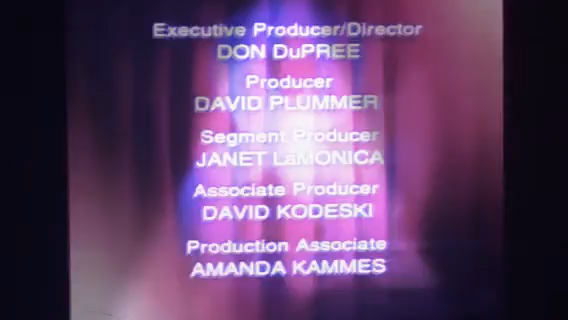 Executive Producer/Director
DON DuPREE
Producer
DAVID PLUMMER
Segment Producer
JANET LaMONICA
Associate Producer
DAVID KODESKI
Production Associate
AMANDA KAMMES